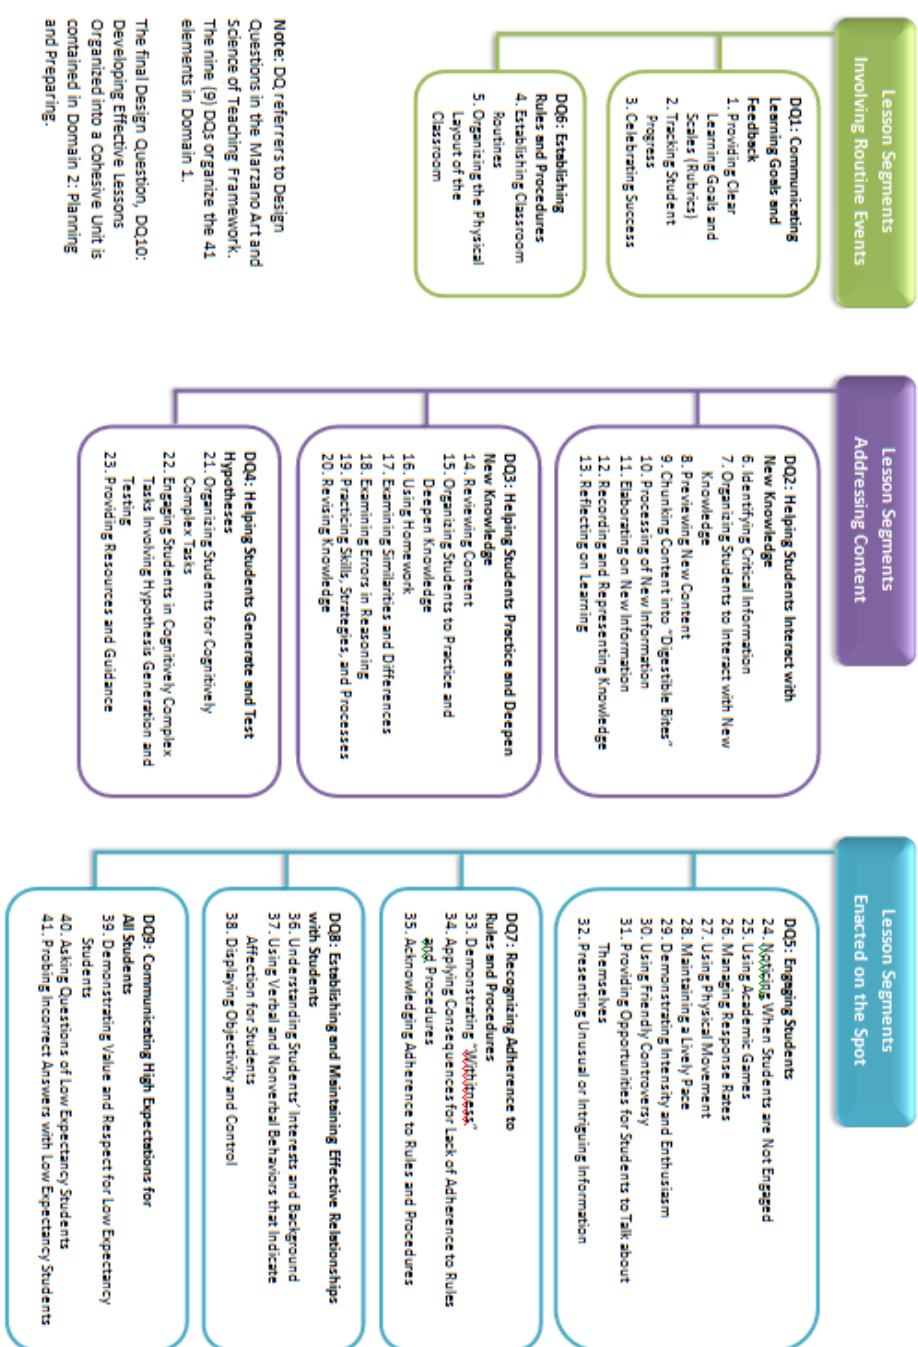 Lesson Segments
Involving Routine Events
DQ1: Communicating
Learning Goals and
Feedback
1. Providing Clear
Learning Goals and
Scales (Rubrics)
2. Tracking Student
Progress
3. Celebrating Success
DQ6: Establishing
Rules and Procedures
4. Establishing Classroom
Routines
5. Organizing the Physical
Layout of the
Classroom
Note: DQ referrers to Design
Questions in the Marzano Art and
Science of Teaching Framework.
The nine (9) DQs organize the 41
elements in Domain 1.
The final Design Question, DQ10:
Developing Effective Lessons
Organized into a Cohesive Unit is
contained in Domain 2: Planning
and Preparing.
Lesson Segments
Addressing Content
DQ2: Helping Students Interact with
New Knowledge
6. Identifying Critical Information
7. Organizing Students to Interact with New
Knowledge
8. Previewing New Content
9. Chunking Content into "Digestible Bites"
10. Processing of New Information
11. Elaborating on New Information
12. Recording and Representing Knowledge
13. Reflecting on Learning
DQ3: Helping Students Practice and Deepen
New Knowledge
14. Reviewing Content
15. Organizing Students to Practice and
Deepen Knowledge
16. Using Homework
17. Examining Similarities and Differences
18. Examining Errors in Reasoning
19. Practicing Skills, Strategies, and Processes
20. Revising Knowledge
DQ4: Helping Students Generate and Test
Hypotheses
21. Organizing Students for Cognitively
Complex Tasks
22. Engaging Students in Cognitively Complex
Tasks Involving Hypothesis Generation and
Testing
23. Providing Resources and Guidance
Lesson Segments
Enacted on the Spot
DQ5: Engaging Students
24. Noticing When Students are Not Engaged
25. Using Academic Games
26. Managing Response Rates
27. Using Physical Movement
28. Maintaining a Lively Pace
29. Demonstrating Intensity and Enthusiasm
30. Using Friendly Controversy
31. Providing Opportunities for Students to Talk about
Themselves
32. Presenting Unusual or Intriguing Information
DQ7: Recognizing Adherence to
Rules and Procedures
33. Demonstrating "Withitness"
34. Applying Consequences for Lack of Adherence to Rules
and Procedures
35. Acknowledging Adherence to Rules and Procedures
DQ8: Establishing and Maintaining Effective Relationships
with Students
36. Understanding Students' Interests and Background
37. Using Verbal and Nonverbal Behaviors that Indicate
Affection for Students
38. Displaying Objectivity and Control
DQ9: Communicating High Expectations for
All Students
39. Demonstrating Value and Respect for Low Expectancy
Students
40. Asking Questions of Low Expectancy Students
41. Probing Incorrect Answers with Low Expectancy Students